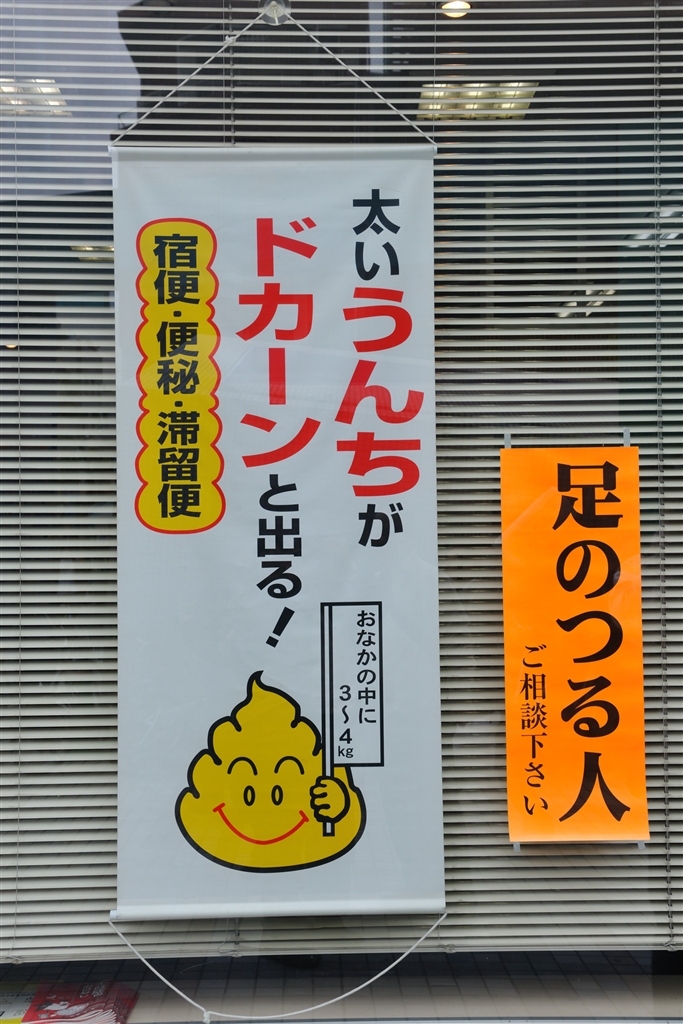 太いうんちが
ドカーンと出る!
宿便・便秘・滞留便
おなかの中に
3〜4kg
足のつる人
ご相談下さい